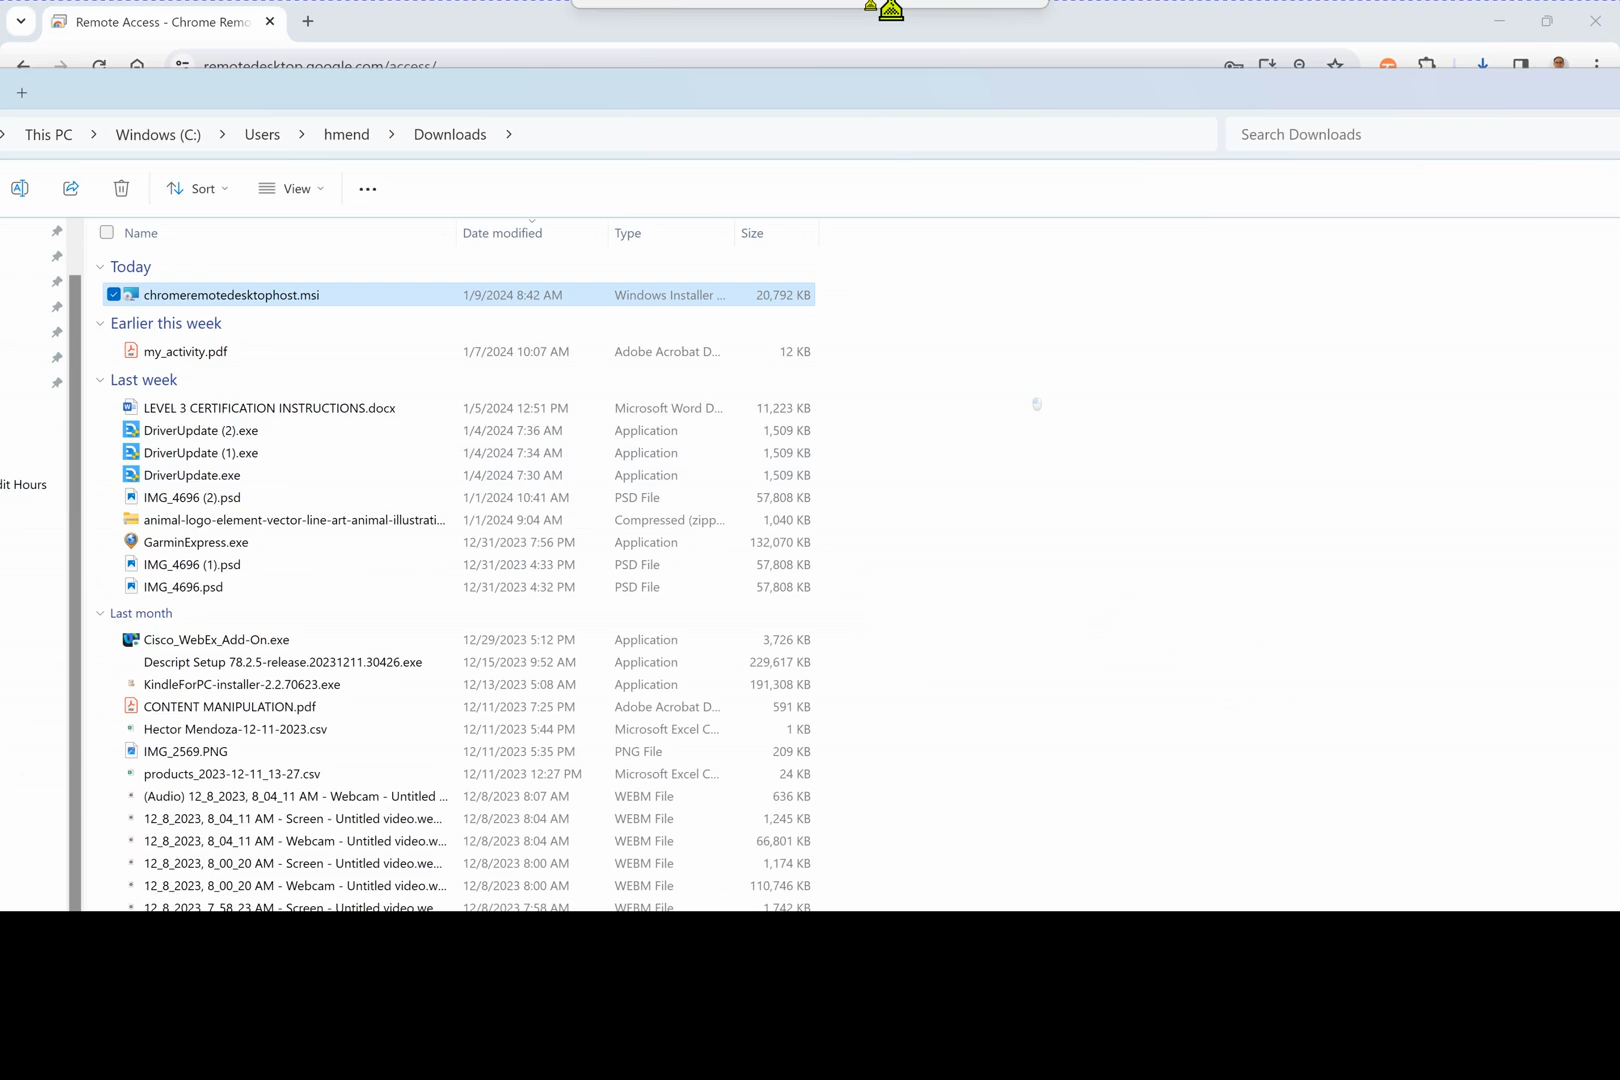 Remote Access - Chrome Remo
remotedesktop.google.com/access/
This PC Windows (C:) Users hmend Downloads
Search Downloads
Sort View
Name Date modified Type Size
Today
chromeremotedesktophost.msi 1/9/2024 8:42 AM Windows Installer ... 20,792 KB
Earlier this week
my_activity.pdf 1/7/2024 10:07 AM Adobe Acrobat D... 12 KB
Last week
LEVEL 3 CERTIFICATION INSTRUCTIONS.docx 1/5/2024 12:51 PM Microsoft Word D... 11,223 KB
DriverUpdate (2).exe 1/4/2024 7:36 AM Application 1,509 KB
DriverUpdate (1).exe 1/4/2024 7:34 AM Application 1,509 KB
DriverUpdate.exe 1/4/2024 7:30 AM Application 1,509 KB
dit Hours
IMG_4696 (2).psd 1/1/2024 10:41 AM PSD File 57,808 KB
animal-logo-element-vector-line-art-animal-illustrati... 1/1/2024 9:04 AM Compressed (zipp... 1,040 KB
GarminExpress.exe 12/31/2023 7:56 PM Application 132,070 KB
IMG_4696 (1).psd 12/31/2023 4:33 PM PSD File 57,808 KB
IMG_4696.psd 12/31/2023 4:32 PM PSD File 57,808 KB
Last month
Cisco_WebEx_Add-On.exe 12/29/2023 5:12 PM Application 3,726 KB
Descript Setup 78.2.5-release.20231211.30426.exe 12/15/2023 9:52 AM Application 229,617 KB
KindleForPC-installer-2.2.70623.exe 12/13/2023 5:08 AM Application 191,308 KB
CONTENT MANIPULATION.pdf 12/11/2023 7:25 PM Adobe Acrobat D... 591 KB
Hector Mendoza-12-11-2023.csv 12/11/2023 5:44 PM Microsoft Excel C... 1 KB
IMG_2569.PNG 12/11/2023 5:35 PM PNG File 209 KB
products_2023-12-11_13-27.csv 12/11/2023 12:27 PM Microsoft Excel C... 24 KB
(Audio) 12_8_2023, 8_04_11 AM - Webcam - Untitled ... 12/8/2023 8:07 AM WEBM File 636 KB
12_8_2023, 8_04_11 AM - Screen - Untitled video.we... 12/8/2023 8:04 AM WEBM File 1,245 KB
12_8_2023, 8_04_11 AM - Webcam - Untitled video.w... 12/8/2023 8:04 AM WEBM File 66,801 KB
12_8_2023, 8_00_20 AM - Screen - Untitled video.we... 12/8/2023 8:00 AM WEBM File 1,174 KB
12_8_2023, 8_00_20 AM - Webcam - Untitled video.w... 12/8/2023 8:00 AM WEBM File 110,746 KB
12_8_2023, 7_58_23 AM - Screen - Untitled video.we 12/8/2023 7:58 AM WEBM File 1,742 KB